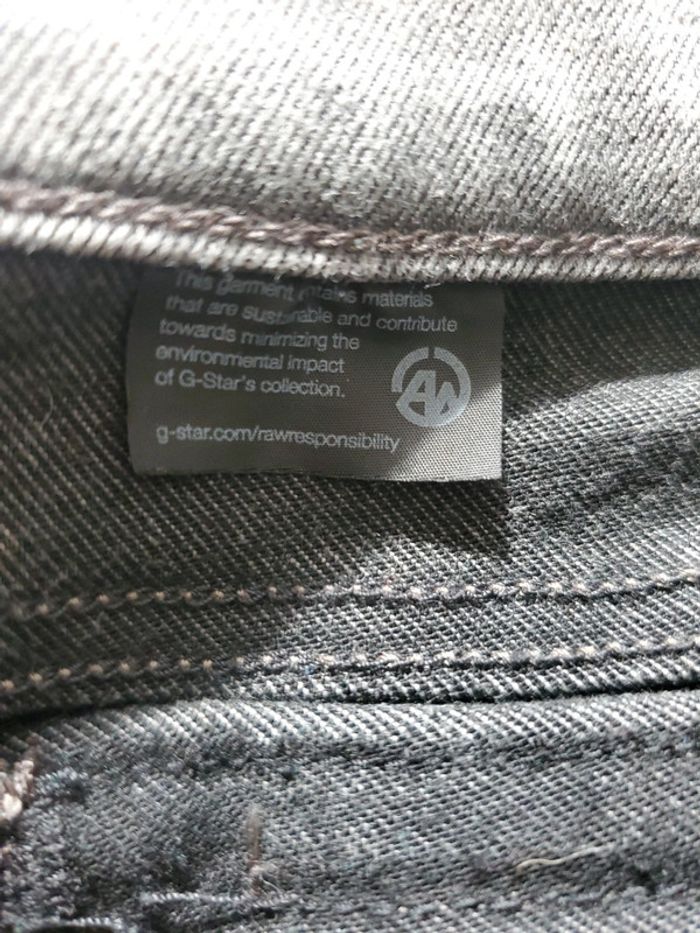 This garment contains materials
that are sustainable and contribute
towards minimizing the
environmental impact
of G-Star's collection.
g-star.com/rawresponsibility